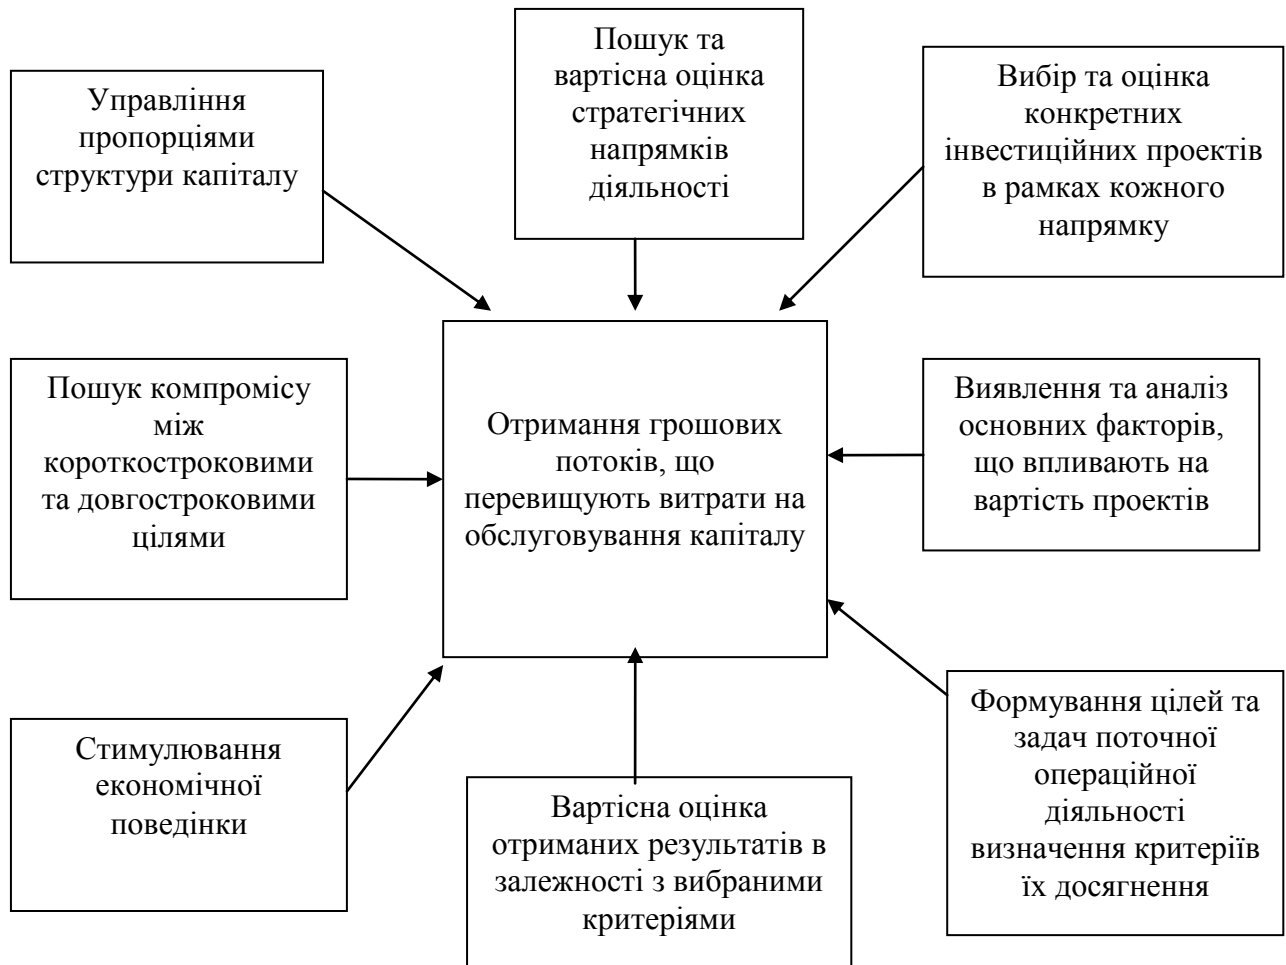 Управління
пропорціями
структури капіталу
Пошук та
вартісна оцінка
стратегічних
напрямків
діяльності
Вибір та оцінка
конкретних
інвестиційних проектів
в рамках кожного
напрямку
Пошук компромісу
між
короткостроковими
та довгостроковими
цілями
Отримання грошових
потоків, що
перевищують витрати на
обслуговування капіталу
Виявлення та аналіз
основних факторів,
що впливають на
вартість проектів
Стимулювання
економічної
поведінки
Вартісна оцінка
отриманих результатів в
залежності з вибраними
критеріями
Формування цілей та
задач поточної
операційної
діяльності
визначення критеріїв
їх досягнення